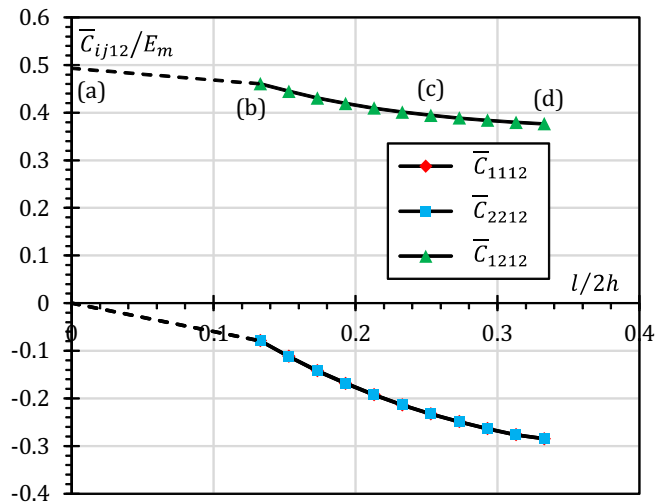 0.6
C̅ᵢⱼ₁₂/Eₘ
0.5
(a)
(b)
(c)
(d)
0.4
0.3
C̅₁₁₁₂
C̅₂₂₁₂
C̅₁₂₁₂
0.2
0.1
l/2h
0
0 0.1 0.2 0.3 0.4
-0.1
-0.2
-0.3
-0.4